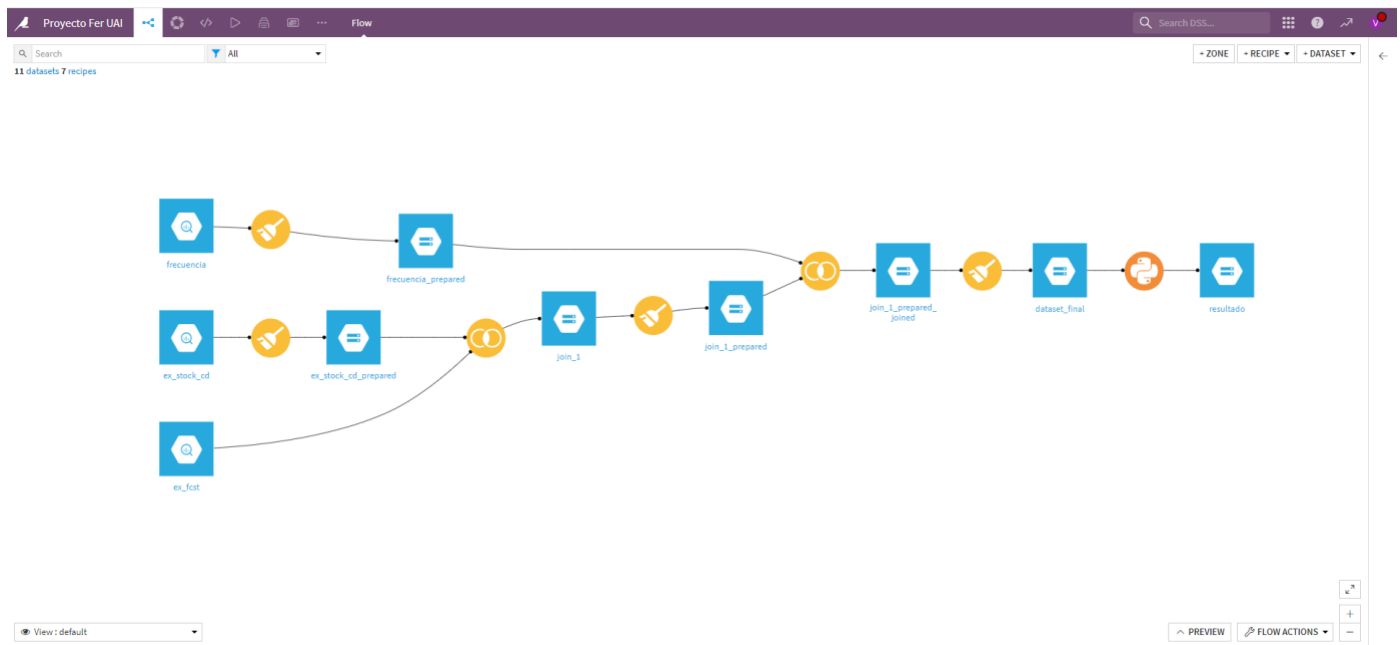 Proyecto Fer UAI
Flow
Search DSS...
Search
All
+ ZONE
+ RECIPE
+ DATASET
11 datasets 7 recipes
frecuencia
frecuencia_prepared
ex_stock_cd
ex_stock_cd_prepared
join_1
join_1_prepared
join_1_prepared_
joined
dataset_final
resultado
ex_fcst
View : default
PREVIEW
FLOW ACTIONS